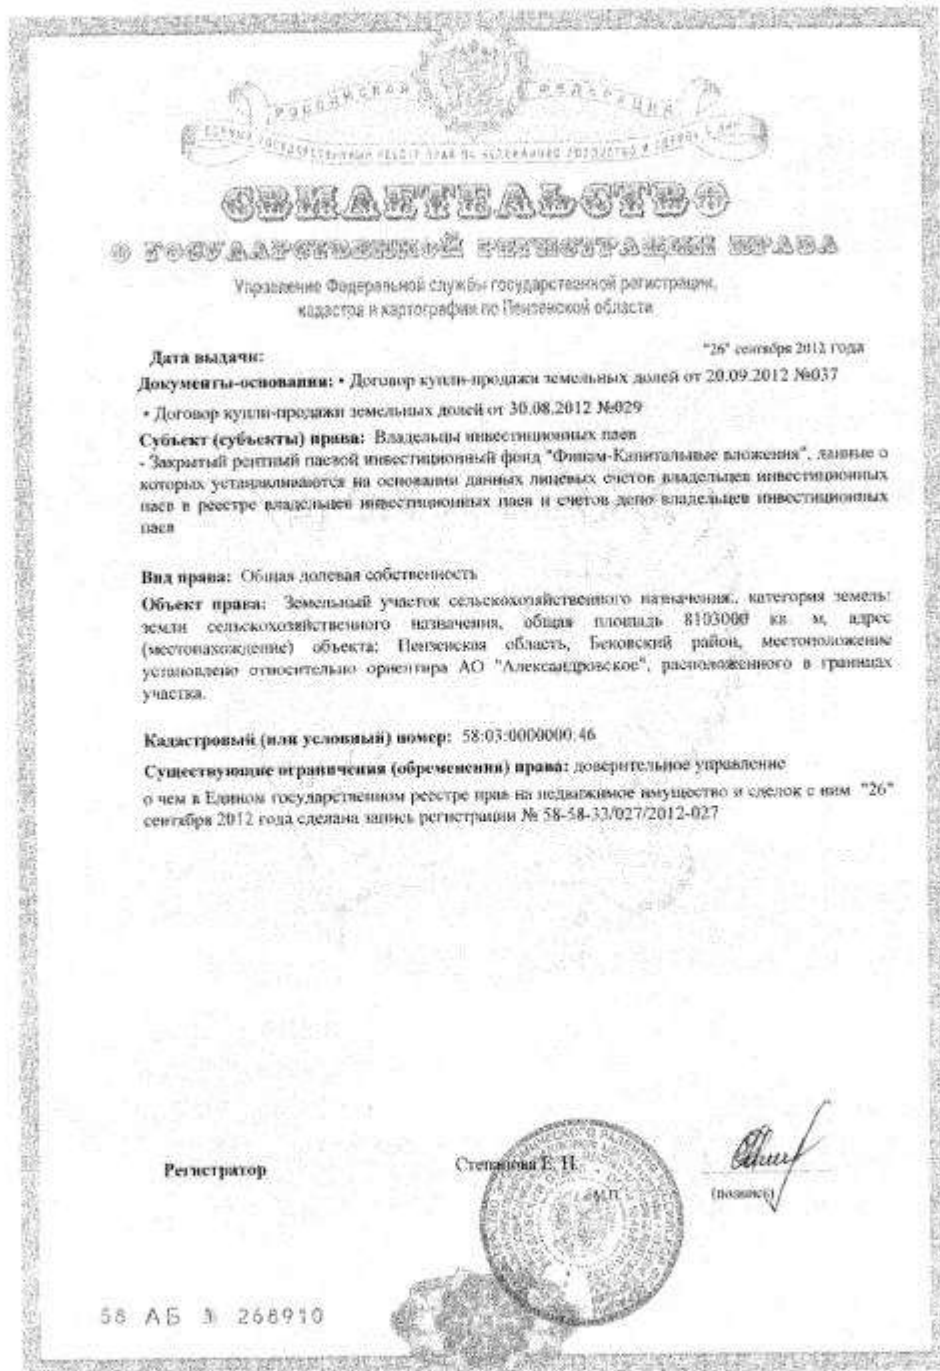 РОССИЙСКАЯ ФЕДЕРАЦИЯ
СВИДЕТЕЛЬСТВО
О ГОСУДАРСТВЕННОЙ РЕГИСТРАЦИИ ПРАВА
Управление Федеральной службы государственной регистрации,
кадастра и картографии по Пензенской области
Дата выдачи: "26" сентября 2012 года
Документы-основания: • Договор купли-продажи земельных долей от 20.09.2012 №037
• Договор купли-продажи земельных долей от 30.08.2012 №029
Субъект (субъекты) права: Владельцы инвестиционных паев
- Закрытый рентный паевой инвестиционный фонд "Финам-Капитальные вложения", данные о
которых устанавливаются на основании данных лицевых счетов владельцев инвестиционных
паев в реестре владельцев инвестиционных паев и счетов депо владельцев инвестиционных
паев
Вид права: Общая долевая собственность
Объект права: Земельный участок сельскохозяйственного назначения:, категория земель:
земли сельскохозяйственного назначения, общая площадь 8103000 кв м, адрес
(местонахождение) объекта: Пензенская область, Бековский район, местоположение
установлено относительно ориентира АО "Александровское", расположенного в границах
участка.
Кадастровый (или условный) номер: 58:03:0000000:46
Существующие ограничения (обременения) права: доверительное управление
о чем в Едином государственном реестре прав на недвижимое имущество и сделок с ним "26"
сентября 2012 года сделана запись регистрации № 58-58-33/027/2012-027
Регистратор Степанова Е. Н.
М.П. (подпись)
58 АБ 268910